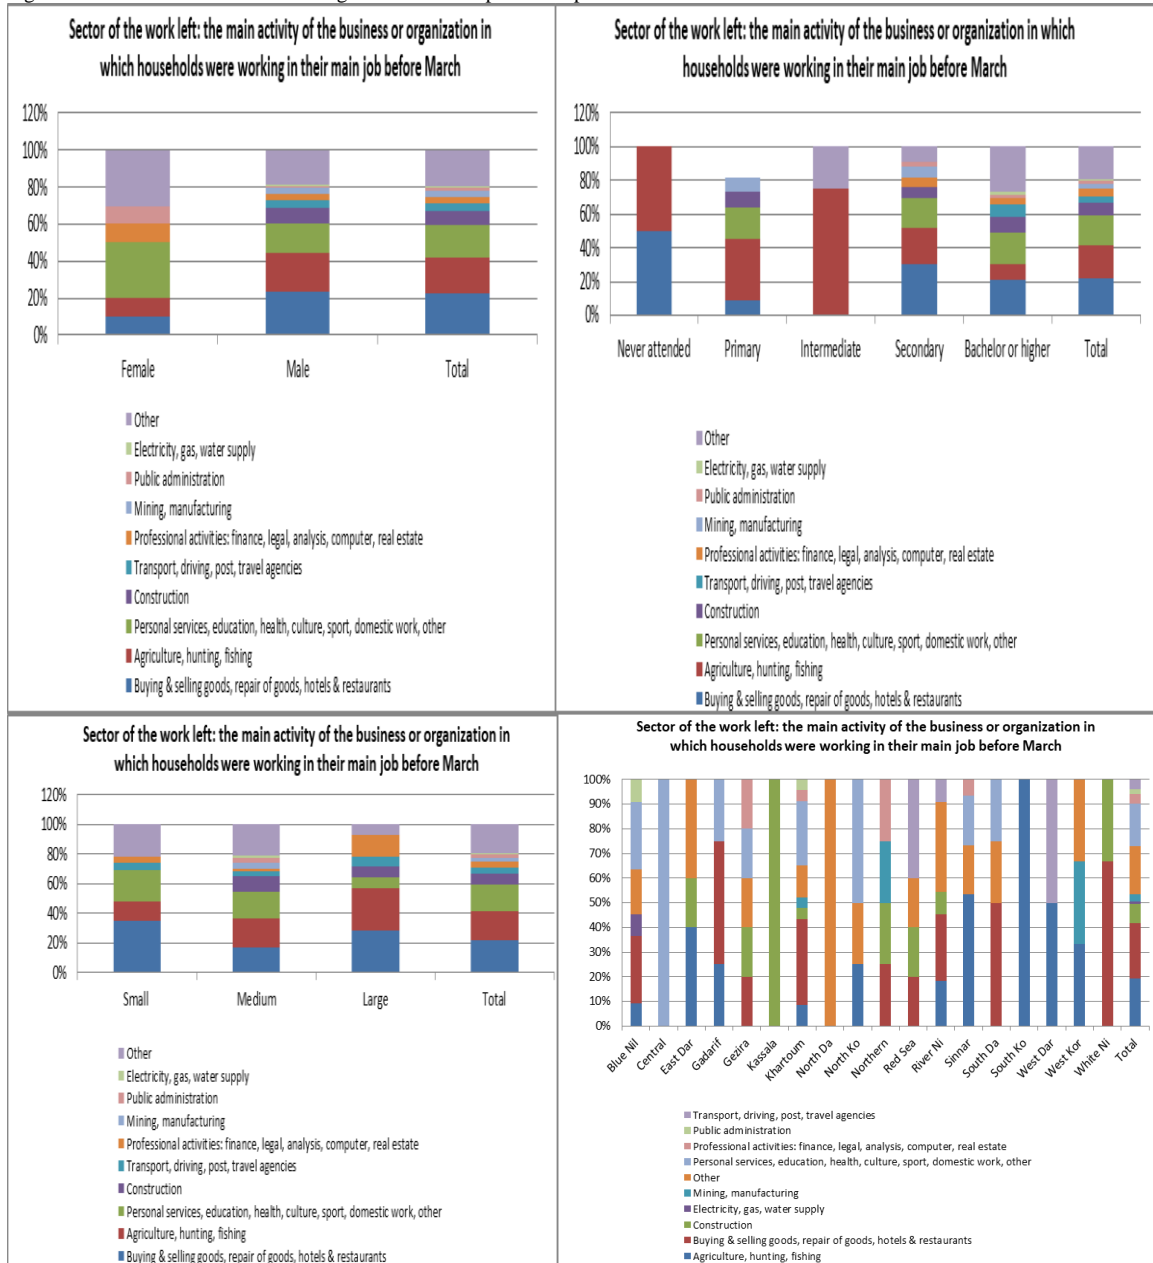 Sector of the work left: the main activity of the business or organization in
which households were working in their main job before March
120%
100%
80%
60%
40%
20%
0%
Female Male Total
Other
Electricity, gas, water supply
Public administration
Mining, manufacturing
Professional activities: finance, legal, analysis, computer, real estate
Transport, driving, post, travel agencies
Construction
Personal services, education, health, culture, sport, domestic work, other
Agriculture, hunting, fishing
Buying & selling goods, repair of goods, hotels & restaurants
Sector of the work left: the main activity of the business or organization in which
households were working in their main job before March
120%
100%
80%
60%
40%
20%
0%
Never attended Primary Intermediate Secondary Bachelor or higher Total
Other
Electricity, gas, water supply
Public administration
Mining, manufacturing
Professional activities: finance, legal, analysis, computer, real estate
Transport, driving, post, travel agencies
Construction
Personal services, education, health, culture, sport, domestic work, other
Agriculture, hunting, fishing
Buying & selling goods, repair of goods, hotels & restaurants
Sector of the work left: the main activity of the business or organization in
which households were working in their main job before March
120%
100%
80%
60%
40%
20%
0%
Small Medium Large Total
Other
Electricity, gas, water supply
Public administration
Mining, manufacturing
Professional activities: finance, legal, analysis, computer, real estate
Transport, driving, post, travel agencies
Construction
Personal services, education, health, culture, sport, domestic work, other
Agriculture, hunting, fishing
Buying & selling goods, repair of goods, hotels & restaurants
Sector of the work left: the main activity of the business or organization in
which households were working in their main job before March
100%
90%
80%
70%
60%
50%
40%
30%
20%
10%
0%
Blue Nil Central East Dar Gadarif Gezira Kassala Khartoum North Da North Ko Northern Red Sea River Ni Sinnar South Da South Ko West Dar West Kor White Ni Total
Transport, driving, post, travel agencies
Public administration
Professional activities: finance, legal, analysis, computer, real estate
Personal services, education, health, culture, sport, domestic work, other
Other
Mining, manufacturing
Electricity, gas, water supply
Construction
Buying & selling goods, repair of goods, hotels & restaurants
Agriculture, hunting, fishing